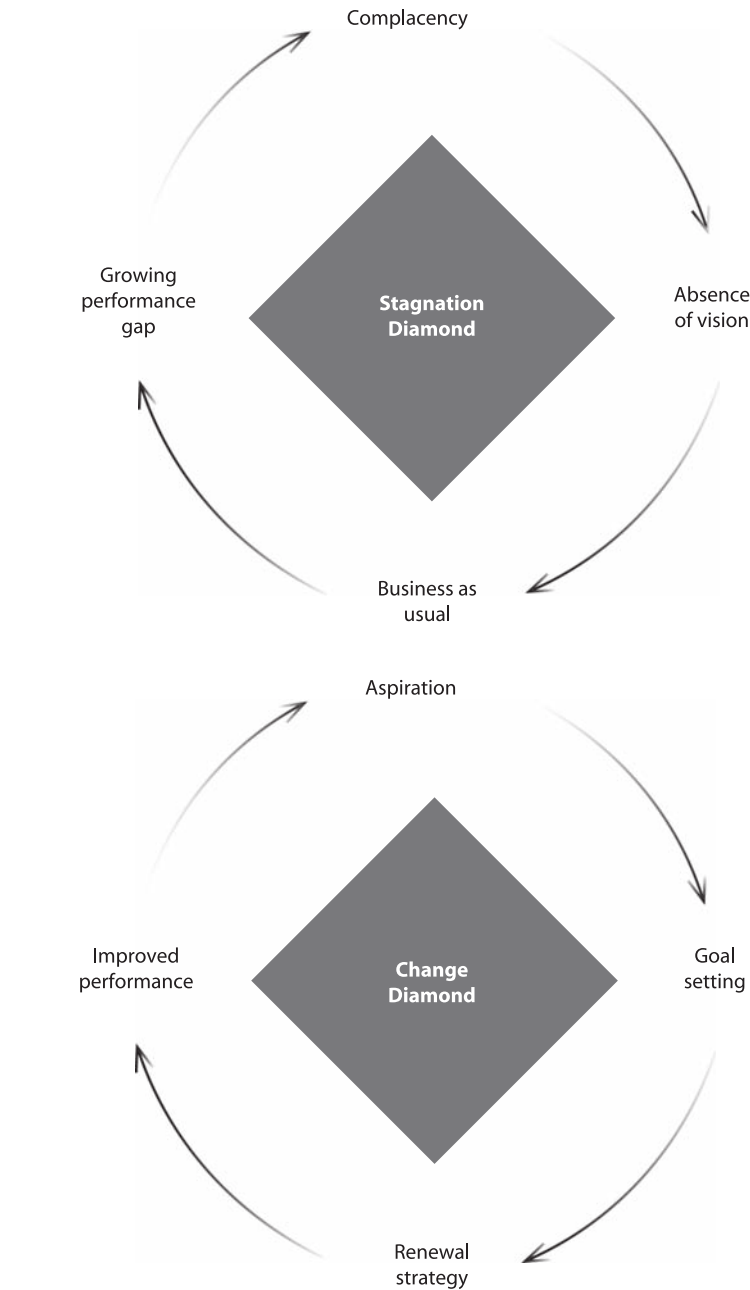 Complacency
Growing
performance
gap
Stagnation
Diamond
Absence
of vision
Business as
usual
Aspiration
Improved
performance
Change
Diamond
Goal
setting
Renewal
strategy